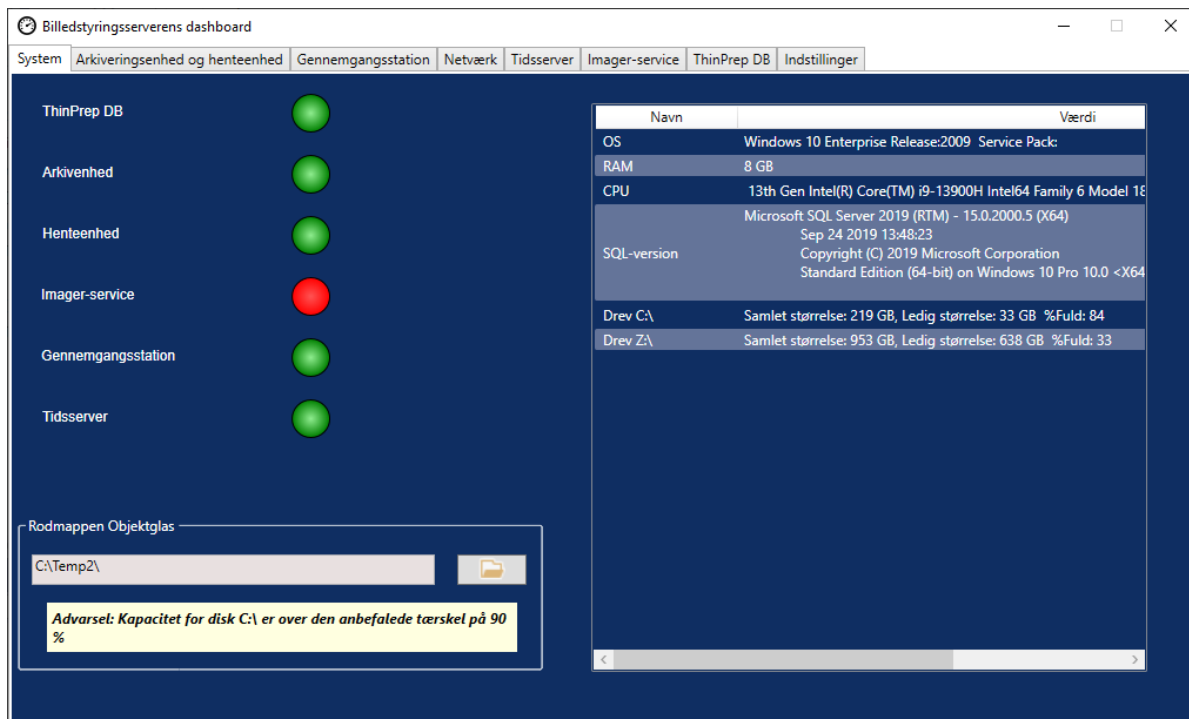 Billedstyringsserverens dashboard
System Arkiveringsenhed og henteenhed Gennemgangsstation Netværk Tidsserver Imager-service ThinPrep DB Indstillinger
ThinPrep DB
Arkivenhed
Henteenhed
Imager-service
Gennemgangsstation
Tidsserver
Rodmappen Objektglas
C:\Temp2\
Advarsel: Kapacitet for disk C:\ er over den anbefalede tærskel på 90
%
Navn Værdi
OS Windows 10 Enterprise Release:2009 Service Pack:
RAM 8 GB
CPU 13th Gen Intel(R) Core(TM) i9-13900H Intel64 Family 6 Model 18
Microsoft SQL Server 2019 (RTM) - 15.0.2000.5 (X64)
Sep 24 2019 13:48:23
SQL-version Copyright (C) 2019 Microsoft Corporation
Standard Edition (64-bit) on Windows 10 Pro 10.0 <X64
Drev C:\ Samlet størrelse: 219 GB, Ledig størrelse: 33 GB %Fuld: 84
Drev Z:\ Samlet størrelse: 953 GB, Ledig størrelse: 638 GB %Fuld: 33